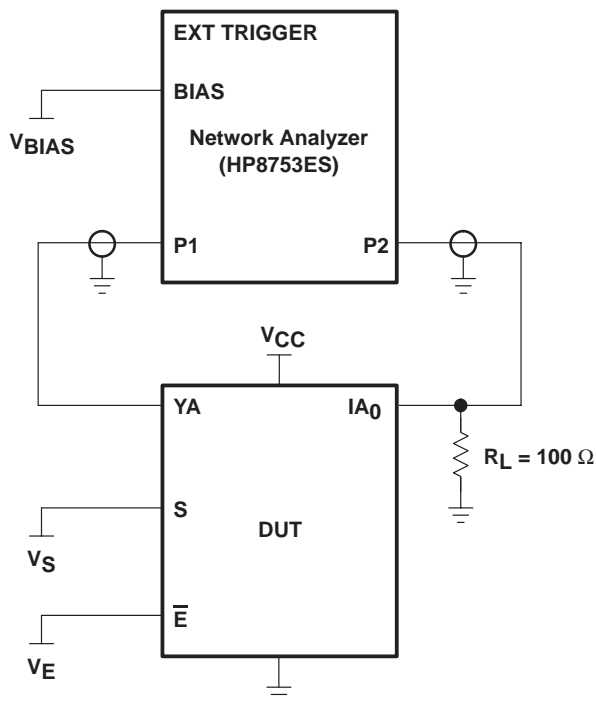 EXT TRIGGER
BIAS
VBIAS
Network Analyzer
(HP8753ES)
P1
P2
VCC
YA
IA0
RL = 100 Ω
S
DUT
VS
E̅
VE